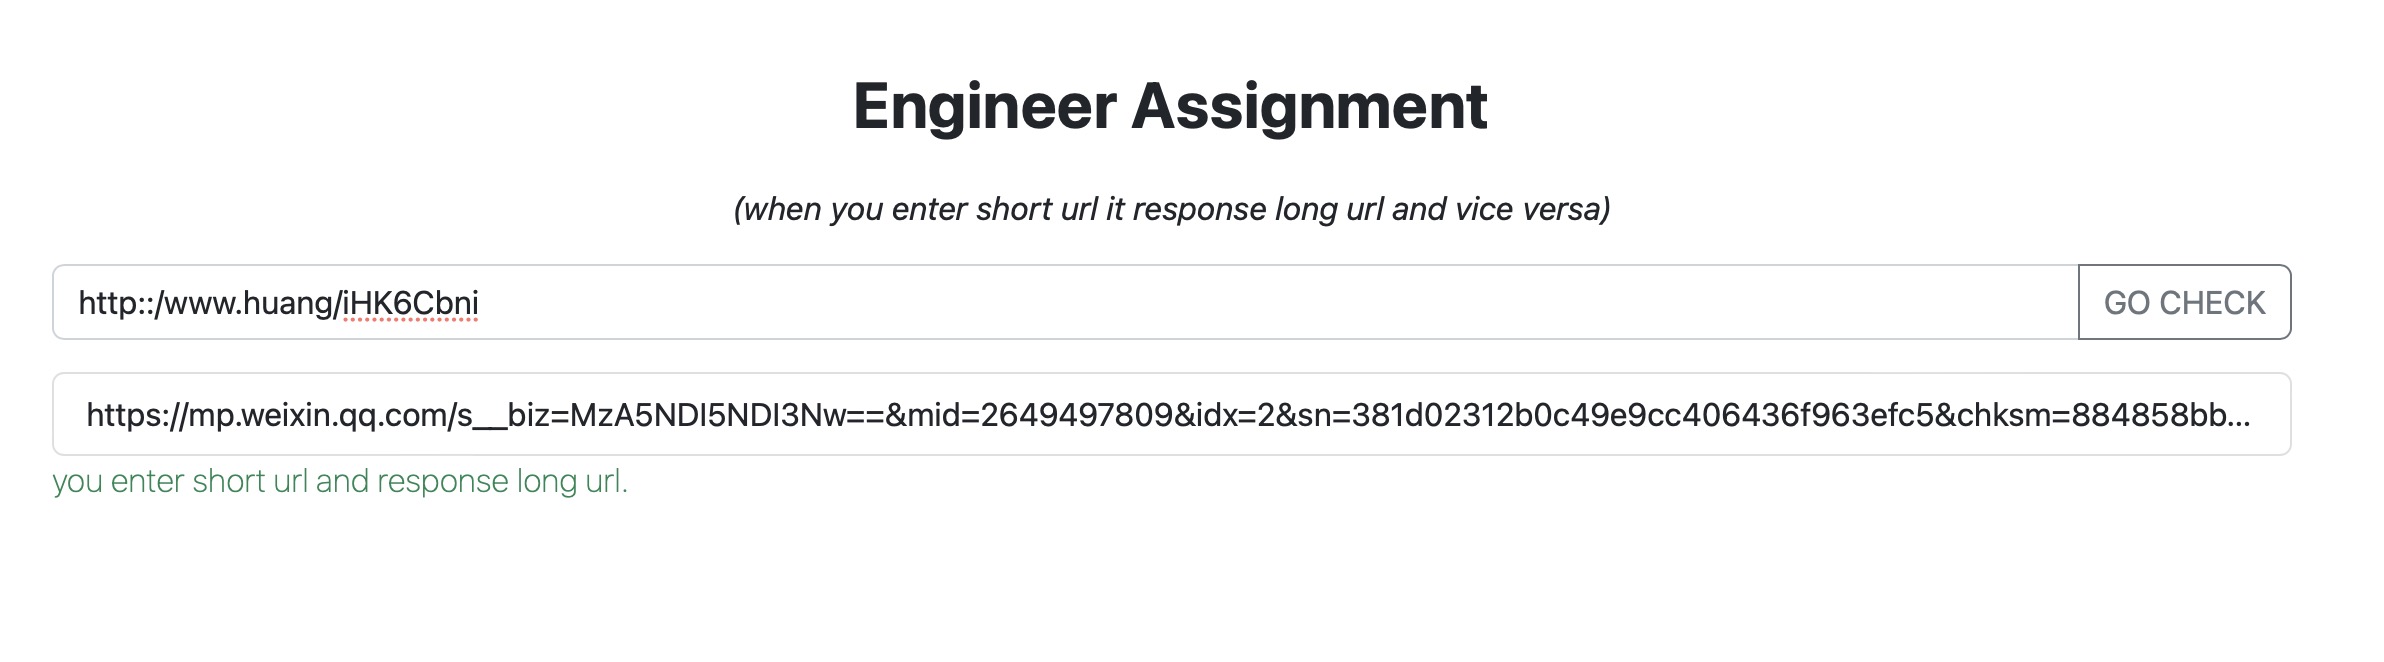 Engineer Assignment
(when you enter short url it response long url and vice versa)
http::/www.huang/iHK6Cbni
GO CHECK
https://mp.weixin.qq.com/s__biz=MzA5NDI5NDI3Nw==&mid=2649497809&idx=2&sn=381d02312b0c49e9cc406436f963efc5&chksm=884858bb...
you enter short url and response long url.